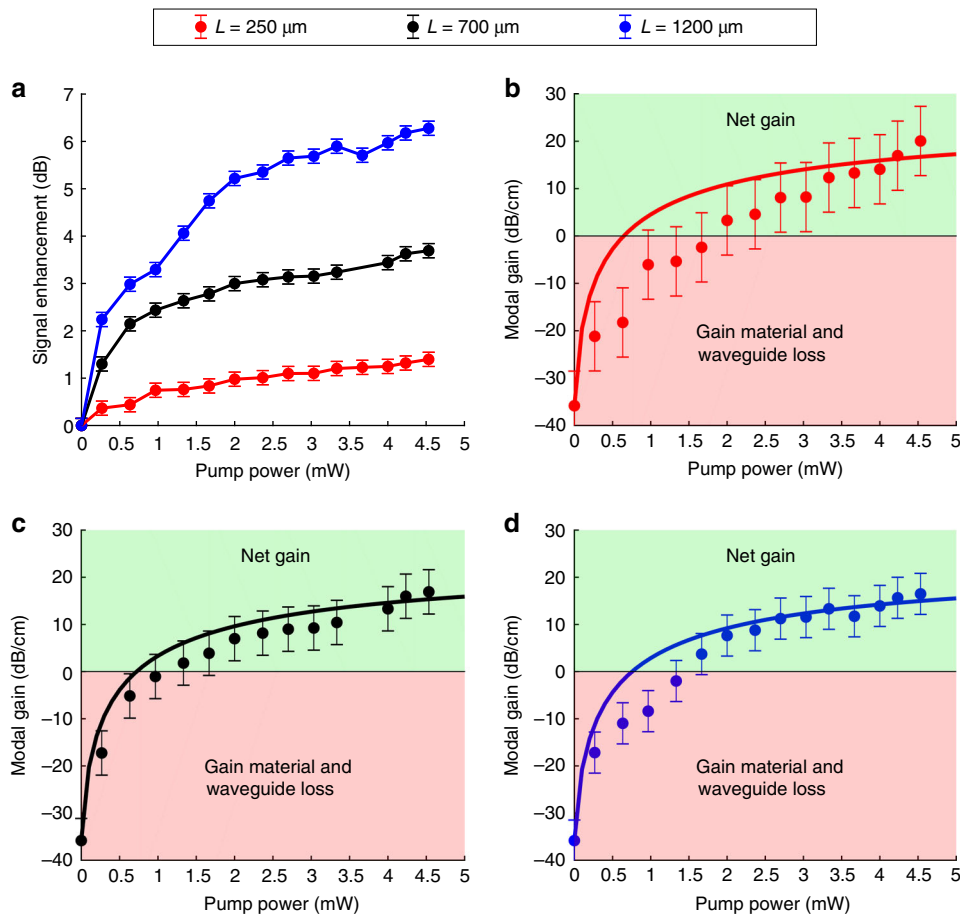 L = 250 μm L = 700 μm L = 1200 μm
a
7
6
5
4
3
2
1
0
Signal enhancement (dB)
0 0.5 1 1.5 2 2.5 3 3.5 4 4.5 5
Pump power (mW)
b
30
20
10
0
–10
–20
–30
–40
Modal gain (dB/cm)
Net gain
Gain material and
waveguide loss
0 0.5 1 1.5 2 2.5 3 3.5 4 4.5 5
Pump power (mW)
c
30
20
10
0
–10
–20
–30
–40
Modal gain (dB/cm)
Net gain
Gain material and
waveguide loss
0 0.5 1 1.5 2 2.5 3 3.5 4 4.5 5
Pump power (mW)
d
30
20
10
0
–10
–20
–30
–40
Modal gain (dB/cm)
Net gain
Gain material and
waveguide loss
0 0.5 1 1.5 2 2.5 3 3.5 4 4.5 5
Pump power (mW)